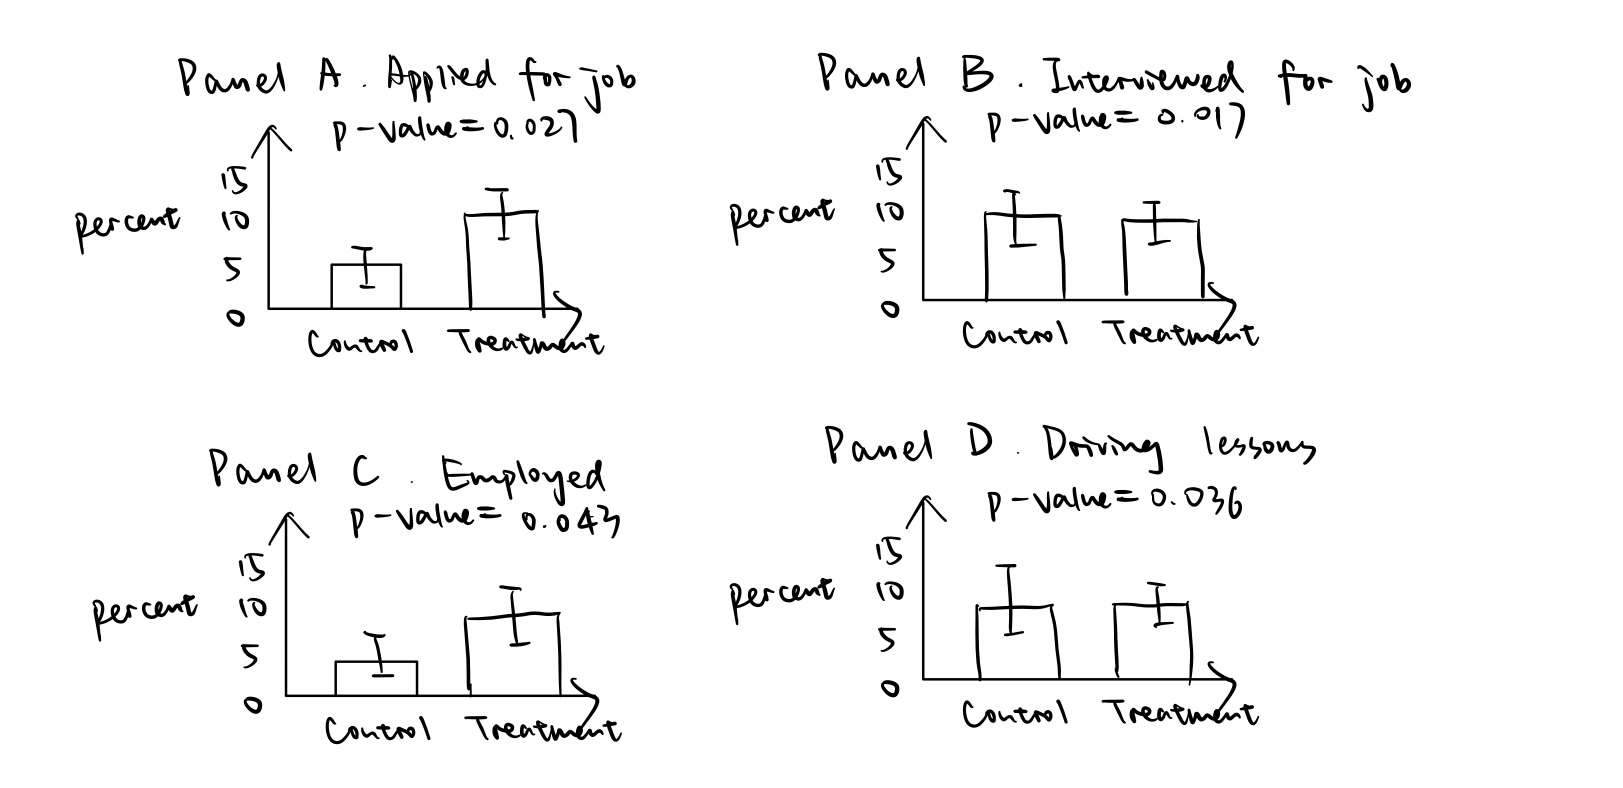 Panel A. Applied for job
p-value = 0.027
15
10
5
0
percent
Control Treatment
Panel B. Interviewed for job
p-value = 0.017
15
10
5
0
percent
Control Treatment
Panel C. Employed
p-value = 0.043
15
10
5
0
percent
Control Treatment
Panel D. Driving lessons
p-value = 0.036
15
10
5
0
percent
Control Treatment